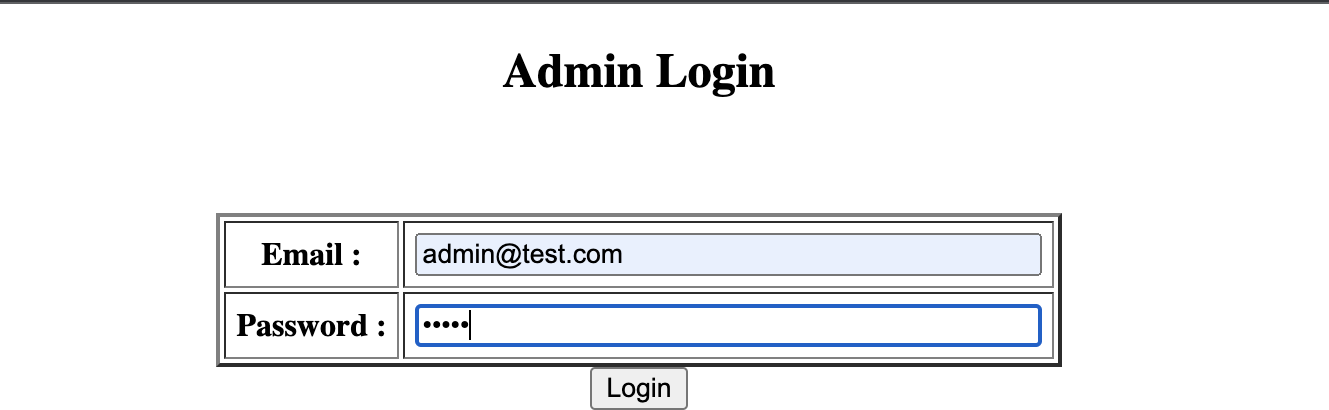 Admin Login
Email : admin@test.com
Password : •••••
Login